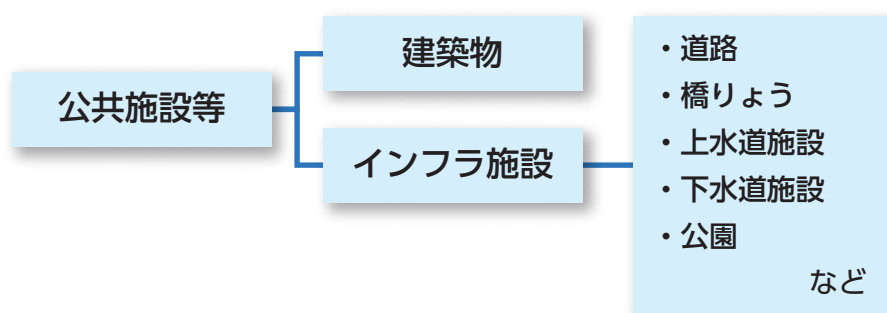 公共施設等
建築物
インフラ施設
・道路
・橋りょう
・上水道施設
・下水道施設
・公園
など